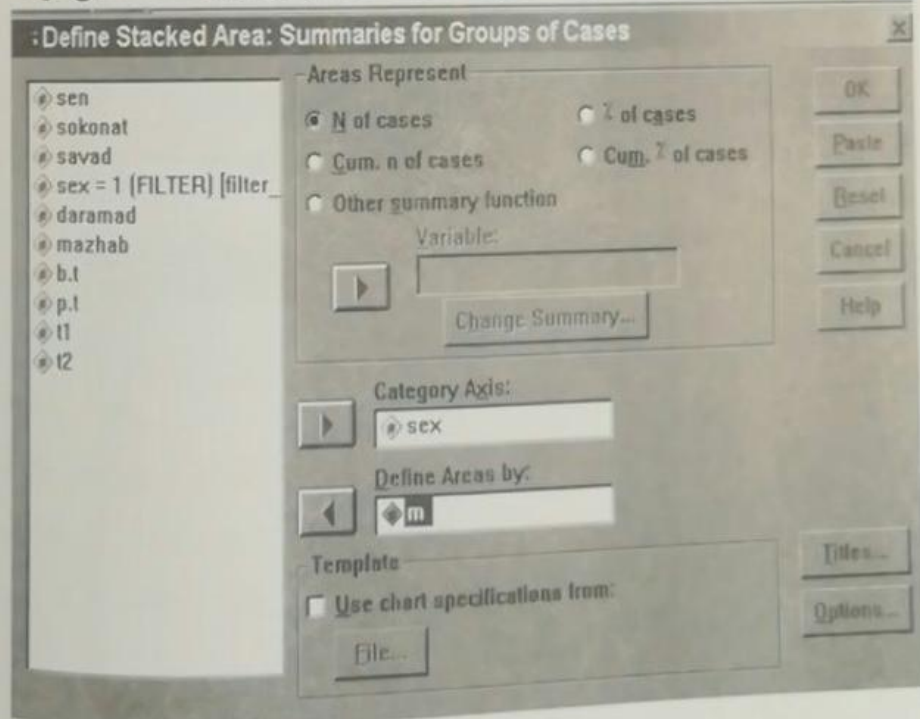 Define Stacked Area: Summaries for Groups of Cases
sen
sokonat
savad
sex = 1 (FILTER) [filter_
daramad
mazhab
b.t
p.t
t1
t2
Areas Represent
N of cases
% of cases
Cum. n of cases
Cum. % of cases
Other summary function
Variable:
Change Summary...
Category Axis:
sex
Define Areas by:
m
Template
Use chart specifications from:
File...
OK
Paste
Reset
Cancel
Help
Titles...
Options...